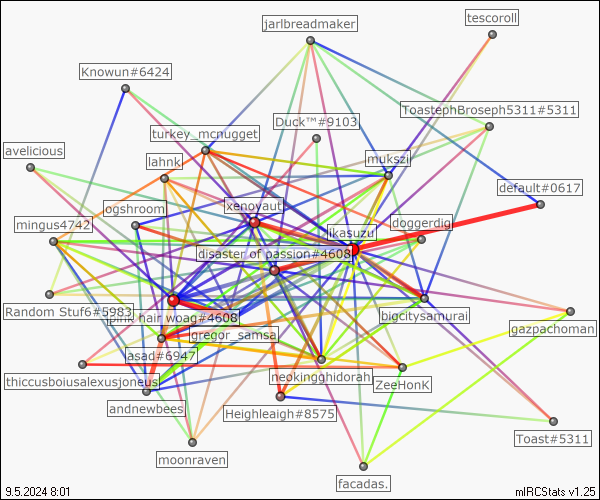 jarlbreadmaker
tescoroll
Knowun#6424
ToastephBroseph5311#5311
Duck™#9103
turkey_mcnugget
avelicious
lahnk
mukszi
default#0617
xenoyaut
ogshroom
mingus4742
ikasuzu
doggerdig
disaster of passion#4608
Random Stuf6#5983
pink hair woag#4608
bigcitysamurai
gazpachoman
gregor_samsa
jasad#6947
thiccusboiusalexusjoneus
neokingghidorah
ZeeHonK
andnewbees
Heighleaigh#8575
Toast#5311
moonraven
facadas.
9.5.2024 8:01
mIRCStats v1.25